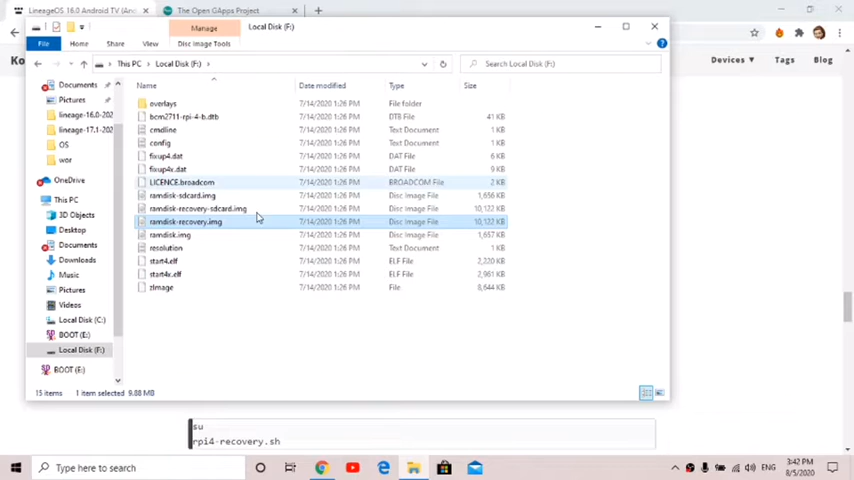 LineageOS 16.0 Android TV (And
The Open GApps Project
Manage
Local Disk (F:)
File
Home
Share
View
Disk Image Tools
This PC
Local Disk (F:)
Search Local Disk (F:)
Ko
Devices
Tags
Blog
Documents
Pictures
lineage-16.0-202
lineage-17.1-202
OS
wor
OneDrive
This PC
3D Objects
Desktop
Documents
Downloads
Music
Pictures
Videos
Local Disk (C:)
BOOT (E:)
Local Disk (F:)
BOOT (E:)
Name Date modified Type Size
overlays 7/14/2020 1:26 PM File folder
bcm2711-rpi-4-b.dtb 7/14/2020 1:26 PM DTB File 41 KB
cmdline 7/14/2020 1:26 PM Text Document 1 KB
config 7/14/2020 1:26 PM Text Document 1 KB
fixup4.dat 7/14/2020 1:26 PM DAT File 6 KB
fixup4x.dat 7/14/2020 1:26 PM DAT File 9 KB
LICENCE.broadcom 7/14/2020 1:26 PM BROADCOM File 2 KB
ramdisk-sdcard.img 7/14/2020 1:26 PM Disc Image File 1,656 KB
ramdisk-recovery-sdcard.img 7/14/2020 1:26 PM Disc Image File 10,122 KB
ramdisk-recovery.img 7/14/2020 1:26 PM Disc Image File 10,122 KB
ramdisk.img 7/14/2020 1:26 PM Disc Image File 1,657 KB
resolution 7/14/2020 1:26 PM Text Document 1 KB
start4.elf 7/14/2020 1:26 PM ELF File 2,220 KB
start4x.elf 7/14/2020 1:26 PM ELF File 2,961 KB
zImage 7/14/2020 1:26 PM File 8,644 KB
15 items 1 item selected 9.88 MB
su
rpi4-recovery.sh
Type here to search
ENG
3:42 PM
8/5/2020